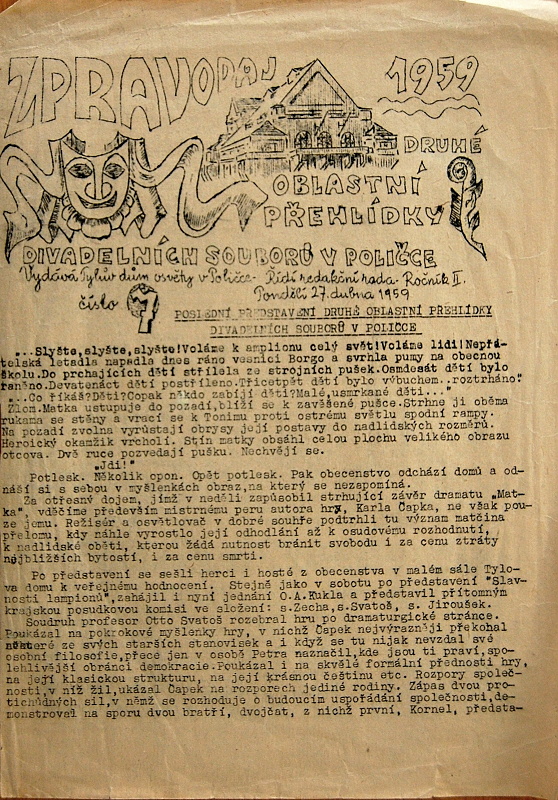 ZPRAVODAJ 1959
DRUHÉ
OBLASTNÍ
PŘEHLÍDKY
DIVADELNÍCH SOUBORŮ V POLIČCE
Vydává Tylův dům osvěty v Poličce - Řídí redakční rada. Ročník II.
Pondělí 27. dubna 1959
číslo 7
POSLEDNÍ PŘEDSTAVENÍ DRUHÉ OBLASTNÍ PŘEHLÍDKY
DIVADELNÍCH SOUBORŮ V POLIČCE
"...Slyšte,slyšte,slyšte!Voláme k amplionu celý svět!Voláme lidi!Nepřá-
telská letadla napadla dnes ráno vesnici Borgo a svrhla pumy na obecnou
školu.Do prchajících dětí střílela ze strojních pušek.Osmdesát dětí bylo
raněno.Devatenáct dětí postříleno.Třicetpět dětí bylo výbuchem..roztrháno!"
"...Co říkáš?Děti?Copak někdo zabíjí děti?Malé,usmrkané děti..."
Zlom.Matka ustupuje do pozadí,blíží se k zavěšené pušce.Strhne ji oběma
rukama se stěny a vrací se k Tonimu proti ostrému světlu spodní rampy.
Na pozadí zvolna vyrůstají obrysy její postavy do nadlidských rozměrů.
Heroický okamžik vrcholí. Stín matky obsáhl celou plochu velikého obrazu
otcova. Dvě ruce pozvedají pušku. Nechvějí se.
"Jdi!"
Potlesk. Několik opon. Opět potlesk. Pak obecenstvo odchází domů a od-
náší si s sebou v myšlenkách obraz,na který se nezapomíná.
Za otřesný dojem, jímž v neděli zapůsobil strhující závěr dramatu „Mat-
ka", vděčíme především mistrnému peru autora hry, Karla Čapka, ne však pou-
ze jemu. Režisér a osvětlovač v dobré souhře podtrhli tu význam matčina
přelomu, kdy náhle vyrostlo její odhodlání až k osudovému rozhodnutí,
k nadlidské oběti, kterou žádá nutnost bránit svobodu i za cenu ztráty
nejbližších bytostí, i za cenu smrti.
Po představení se sešli herci i hosté z obecenstva v malém sále Tylo-
va domu k veřejnému hodnocení. Stejně jako v sobotu po představení "Slav-
nosti lampionů",zahájil i nyní jednání O.A.Kukla a představil přítomným
krajskou posudkovou komisi ve složení: s.Zecha,s.Svatoš, s. Jiroušek.
Soudruh profesor Otto Svatoš rozebral hru po dramaturgické stránce.
Poukázal na pokrokové myšlenky hry, v nichž Čapek nejvýrazněji překohal
některé ze svých starších stanovisek a i když se tu nijak nevzdal své
osobní filosofie,přece jen v osobě Petra naznačil,kde jsou ti praví,spo-
lehlivější obránci demokracie.Poukázal i na skvělé formální přednosti hry,
na její klasickou strukturu, na její krásnou češtinu etc. Rozpory společ-
nosti,v níž žil,ukázal Čapek na rozporech jediné rodiny. Zápas dvou pro-
tichůdných sil,v němž se rozhoduje o budoucím uspořádání společnosti,de-
monstroval na sporu dvou bratří, dvojčat, z nichž první, Kornel, předsta-